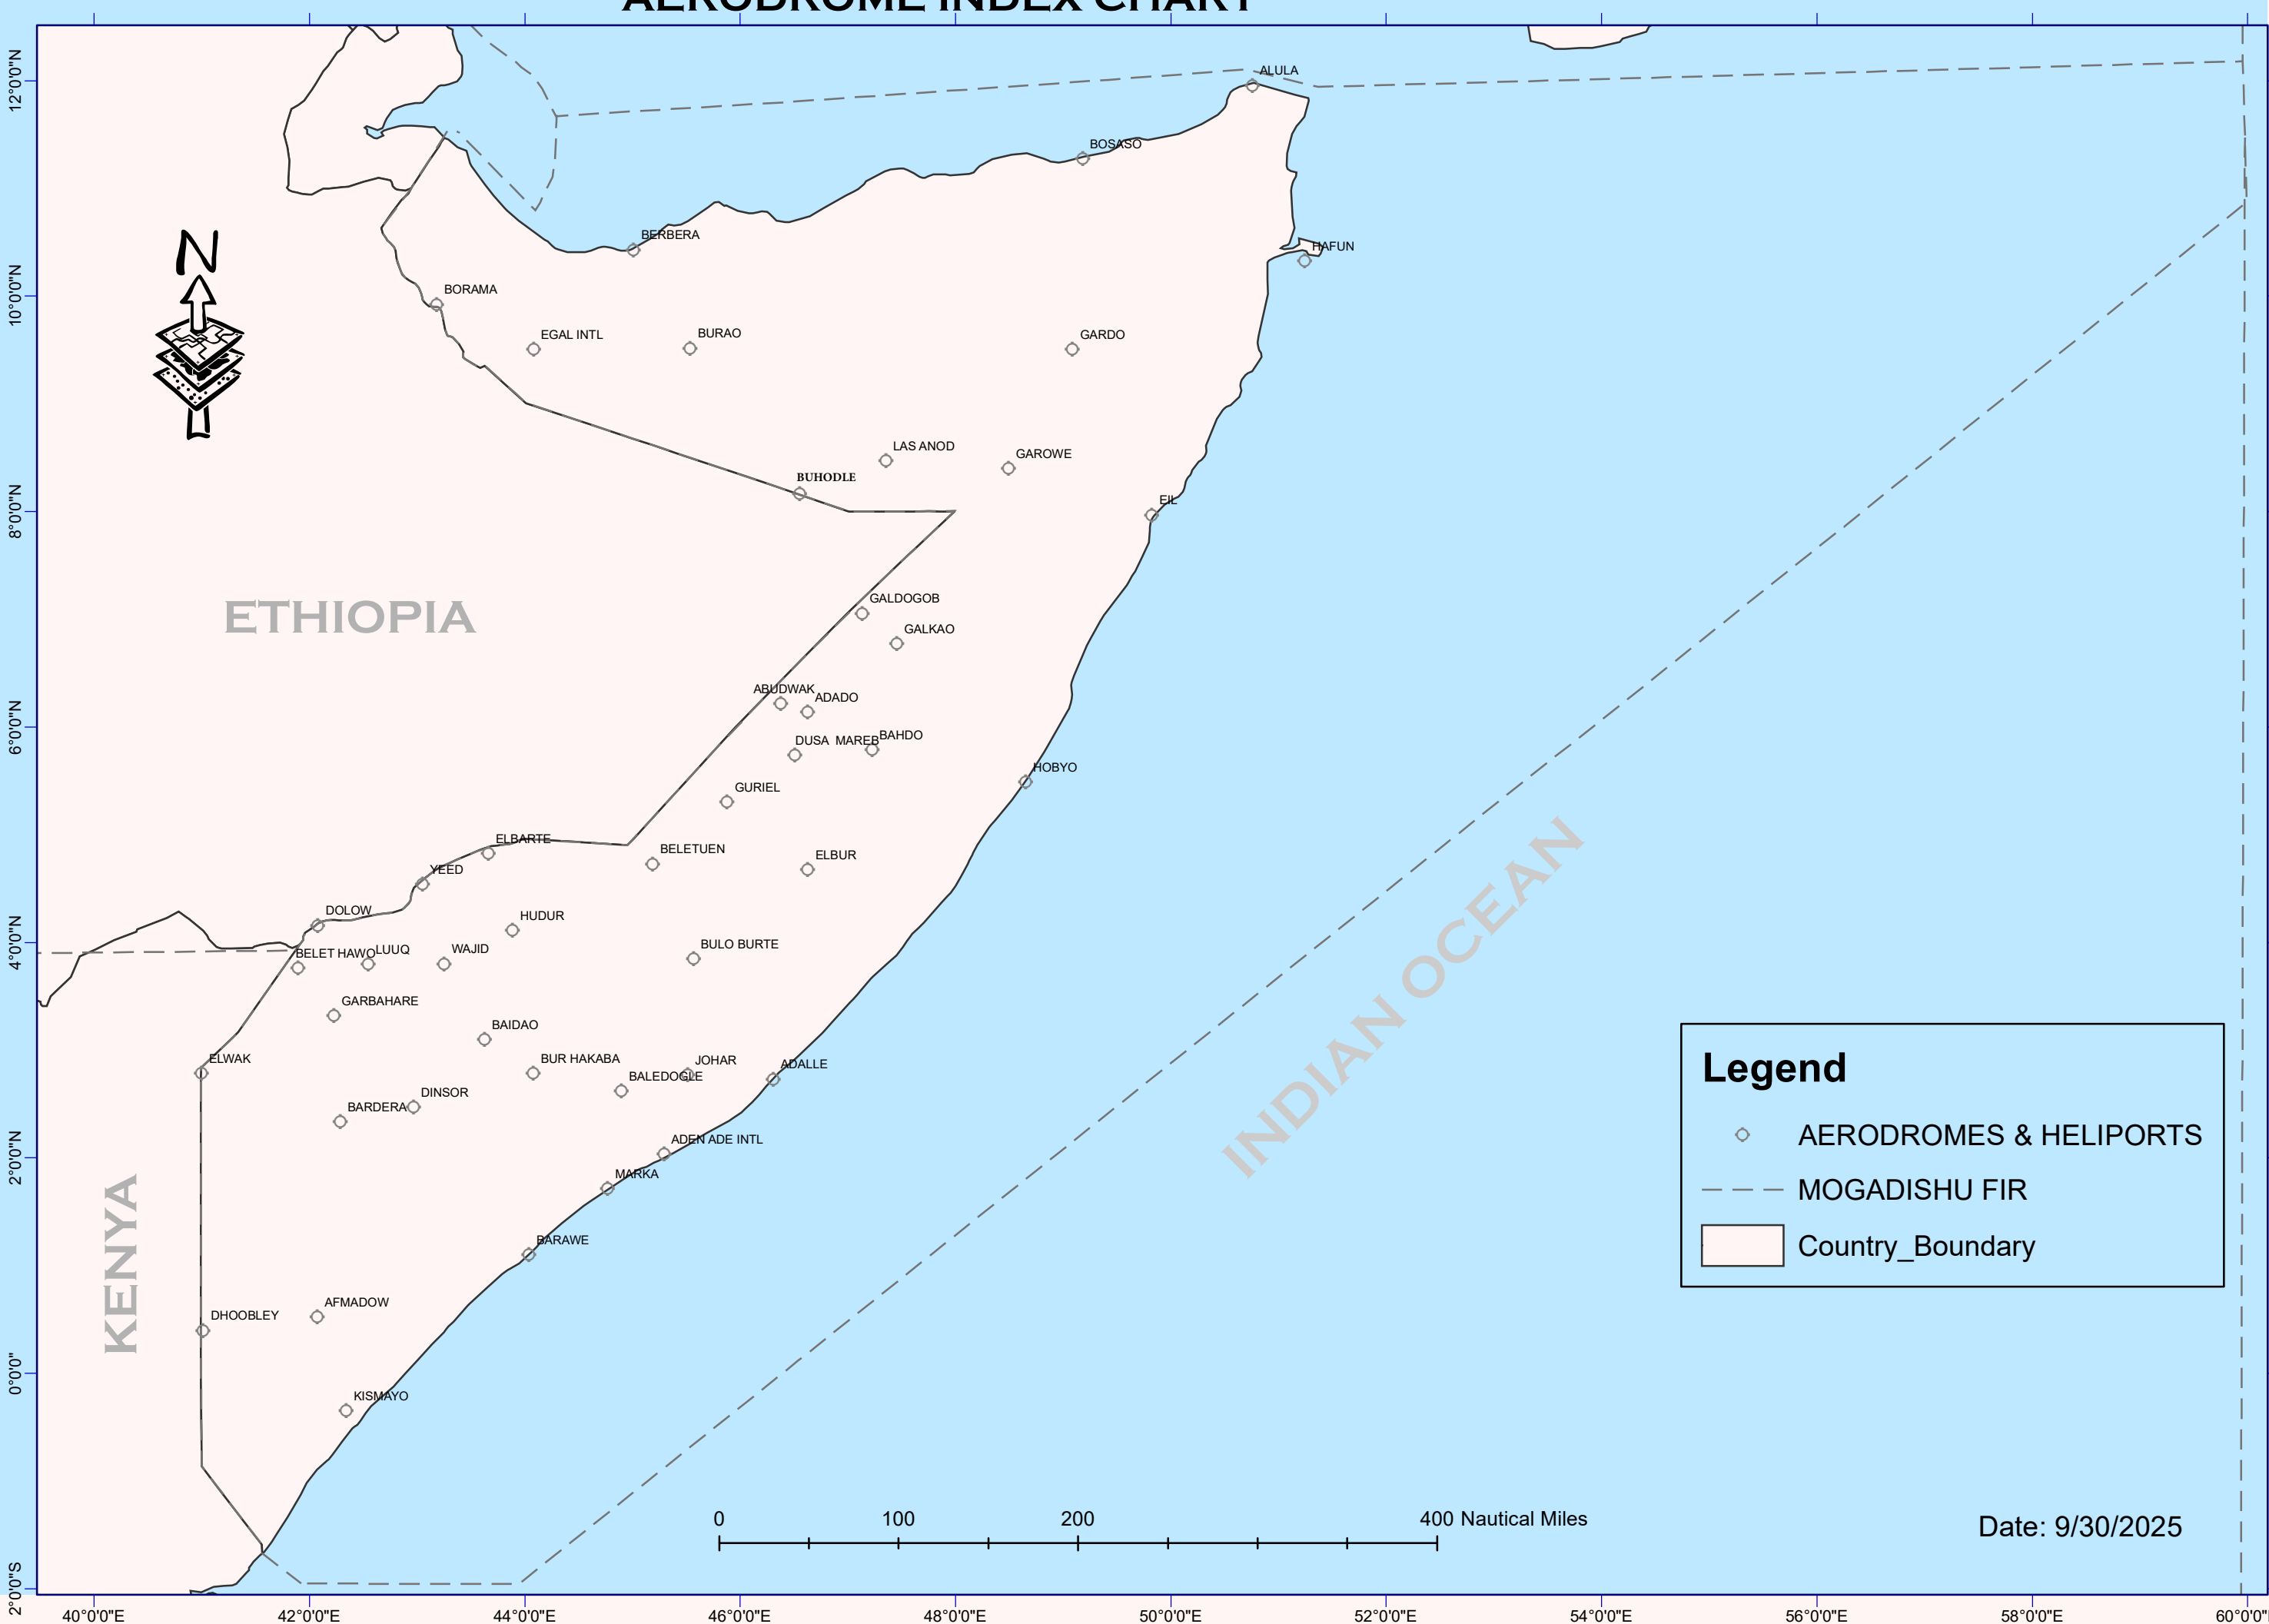 AERODROME INDEX CHART
N
ALULA
BOSASO
BERBERA
HAFUN
BORAMA
EGAL INTL
BURAO
GARDO
LAS ANOD
GAROWE
BUHODLE
EIL
ETHIOPIA
GALDOGOB
GALKAO
ABUDWAK
ADADO
DUSA MAREB
BAHDO
HOBYO
GURIEL
ELBARTE
BELETUEN
ELBUR
YEED
DOLOW
HUDUR
BELET HAWO
LUUQ
WAJID
BULO BURTE
GARBAHARE
BAIDAO
ELWAK
BUR HAKABA
JOHAR
ADALLE
BALEDOGLE
DINSOR
BARDERA
ADEN ADE INTL
MARKA
BARAWE
AFMADOW
DHOOBLEY
KISMAYO
KENYA
INDIAN OCEAN
Legend
AERODROMES & HELIPORTS
MOGADISHU FIR
Country_Boundary
0 100 200 400 Nautical Miles
Date: 9/30/2025
12°0'0"N
10°0'0"N
8°0'0"N
6°0'0"N
4°0'0"N
2°0'0"N
0°0'0"
2°0'0"S
40°0'0"E 42°0'0"E 44°0'0"E 46°0'0"E 48°0'0"E 50°0'0"E 52°0'0"E 54°0'0"E 56°0'0"E 58°0'0"E 60°0'0"E